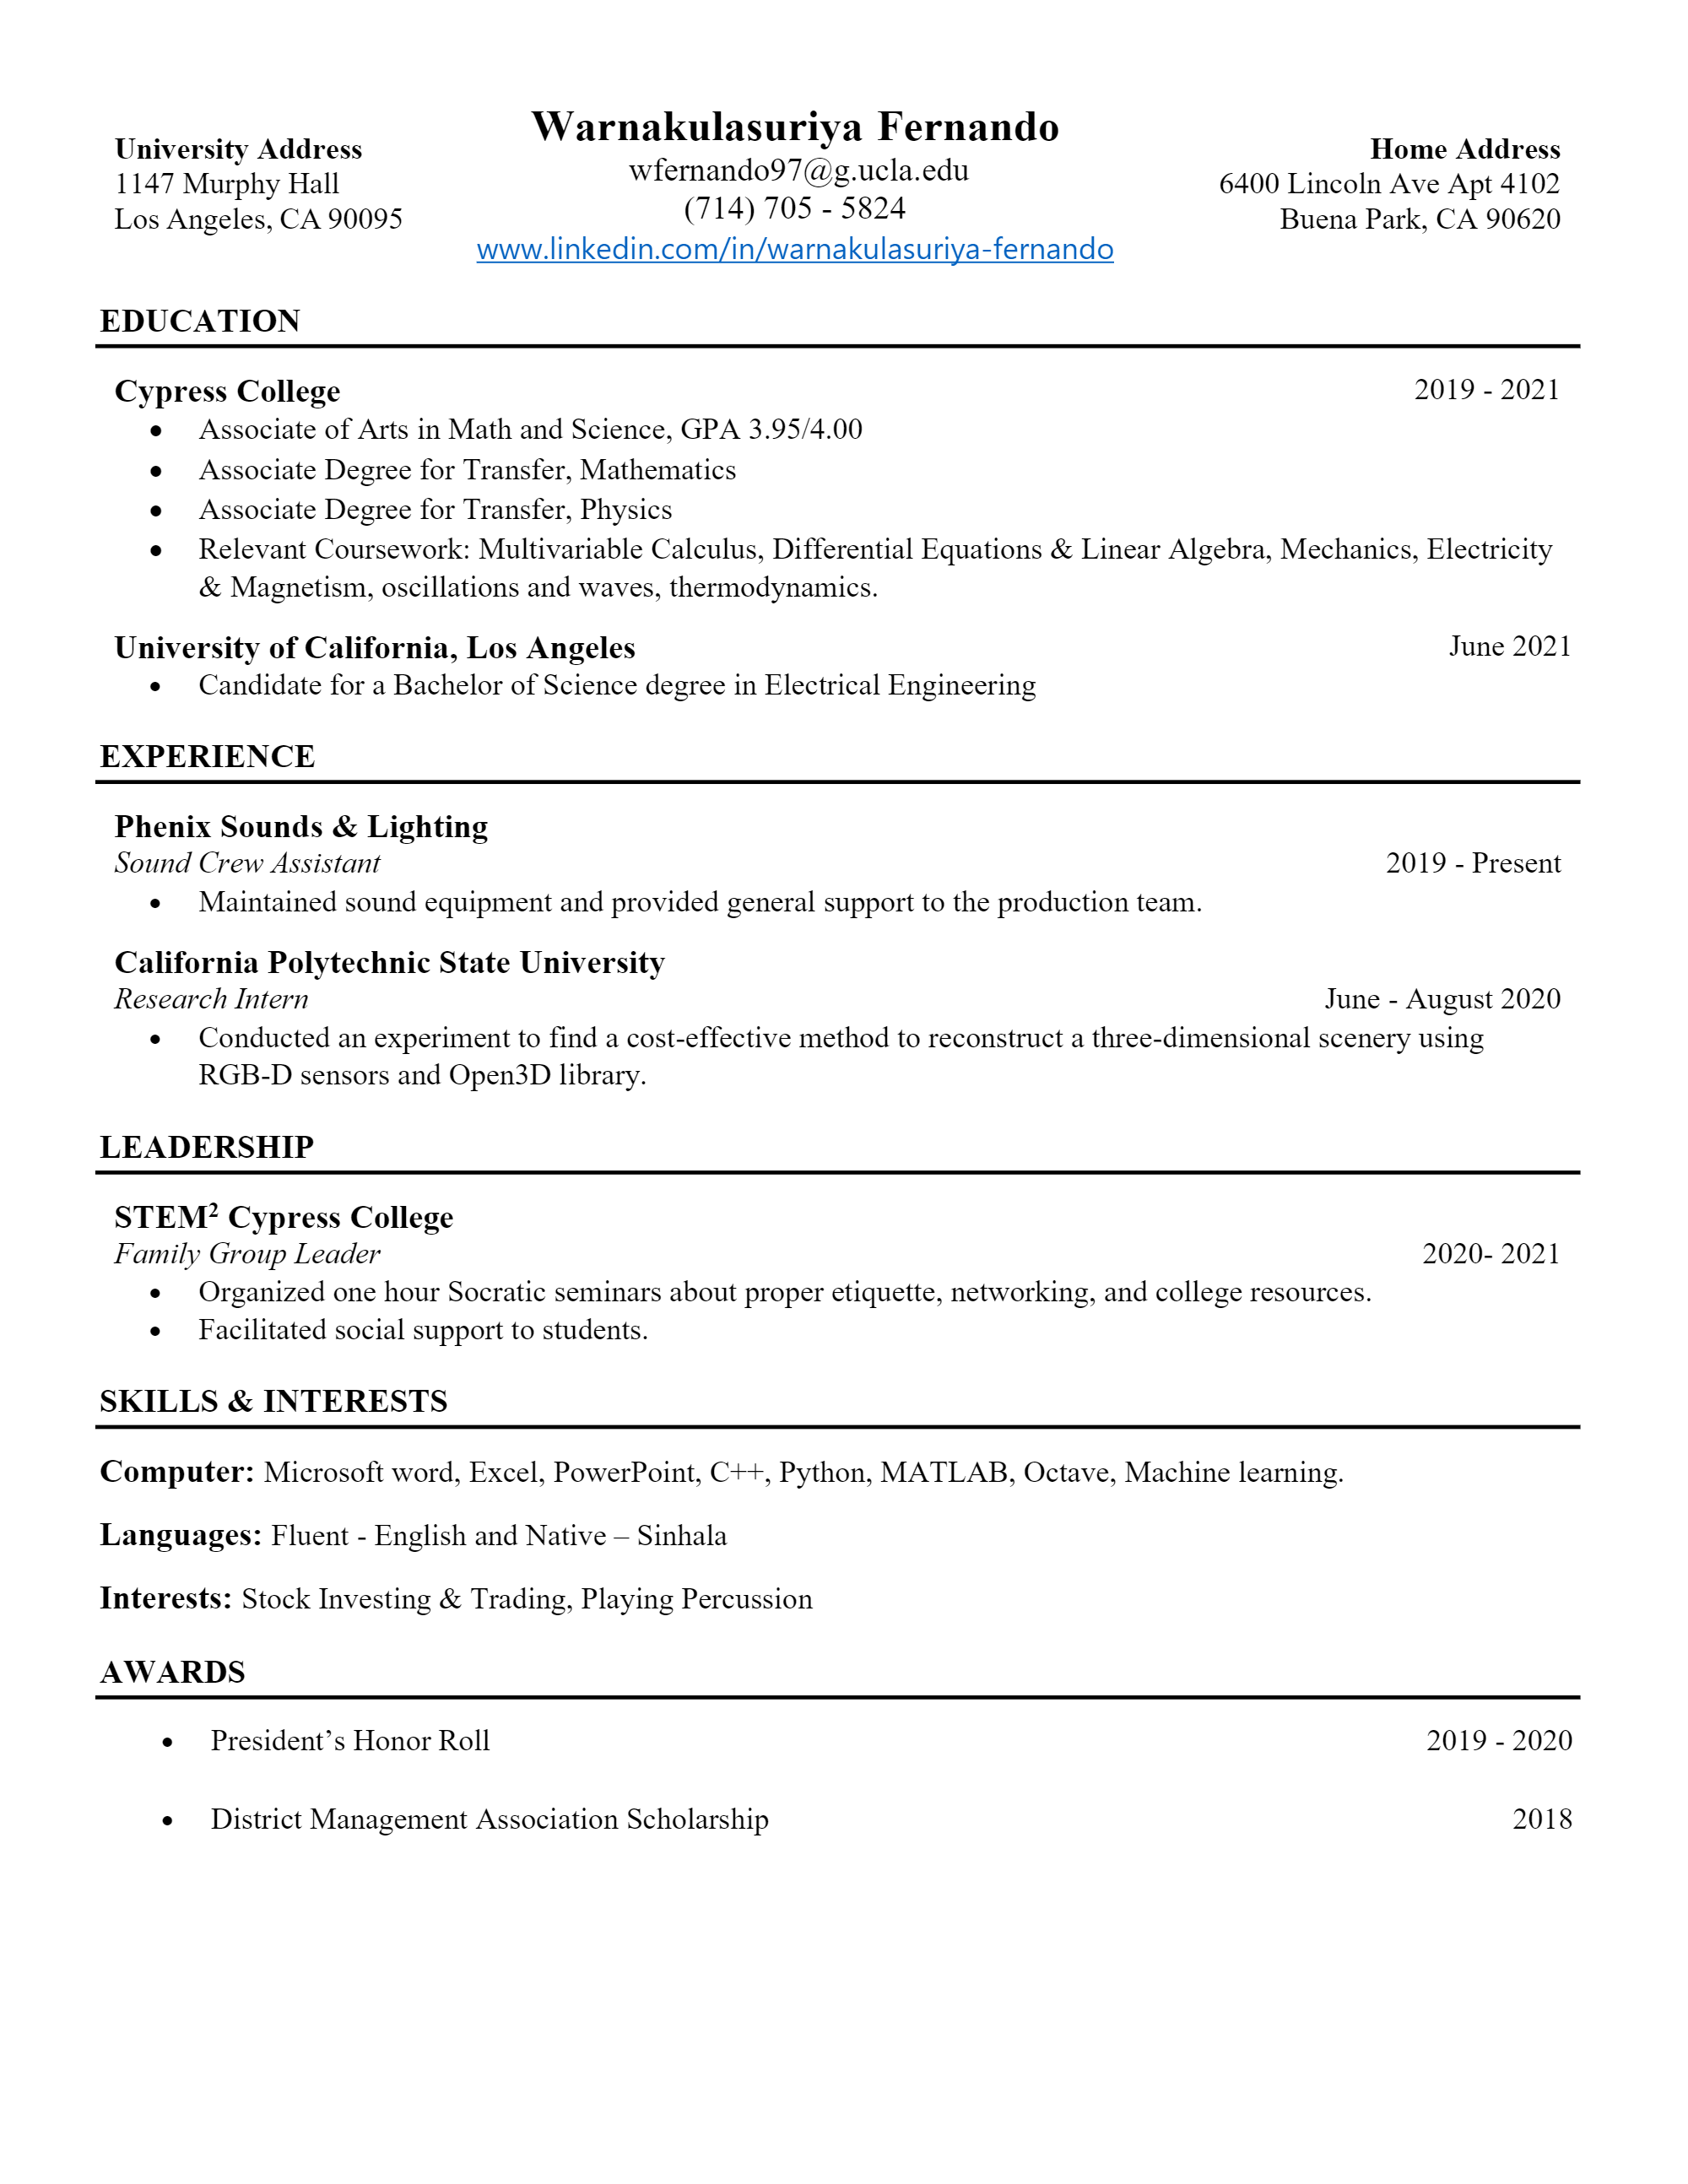 Warnakulasuriya Fernando
wfernando97@g.ucla.edu
(714) 705 - 5824
www.linkedin.com/in/warnakulasuriya-fernando
University Address
1147 Murphy Hall
Los Angeles, CA 90095
Home Address
6400 Lincoln Ave Apt 4102
Buena Park, CA 90620
EDUCATION
Cypress College 2019 - 2021
• Associate of Arts in Math and Science, GPA 3.95/4.00
• Associate Degree for Transfer, Mathematics
• Associate Degree for Transfer, Physics
• Relevant Coursework: Multivariable Calculus, Differential Equations & Linear Algebra, Mechanics, Electricity
& Magnetism, oscillations and waves, thermodynamics.
University of California, Los Angeles June 2021
• Candidate for a Bachelor of Science degree in Electrical Engineering
EXPERIENCE
Phenix Sounds & Lighting
Sound Crew Assistant 2019 - Present
• Maintained sound equipment and provided general support to the production team.
California Polytechnic State University
Research Intern June - August 2020
• Conducted an experiment to find a cost-effective method to reconstruct a three-dimensional scenery using
RGB-D sensors and Open3D library.
LEADERSHIP
STEM² Cypress College
Family Group Leader 2020- 2021
• Organized one hour Socratic seminars about proper etiquette, networking, and college resources.
• Facilitated social support to students.
SKILLS & INTERESTS
Computer: Microsoft word, Excel, PowerPoint, C++, Python, MATLAB, Octave, Machine learning.
Languages: Fluent - English and Native – Sinhala
Interests: Stock Investing & Trading, Playing Percussion
AWARDS
• President’s Honor Roll 2019 - 2020
• District Management Association Scholarship 2018